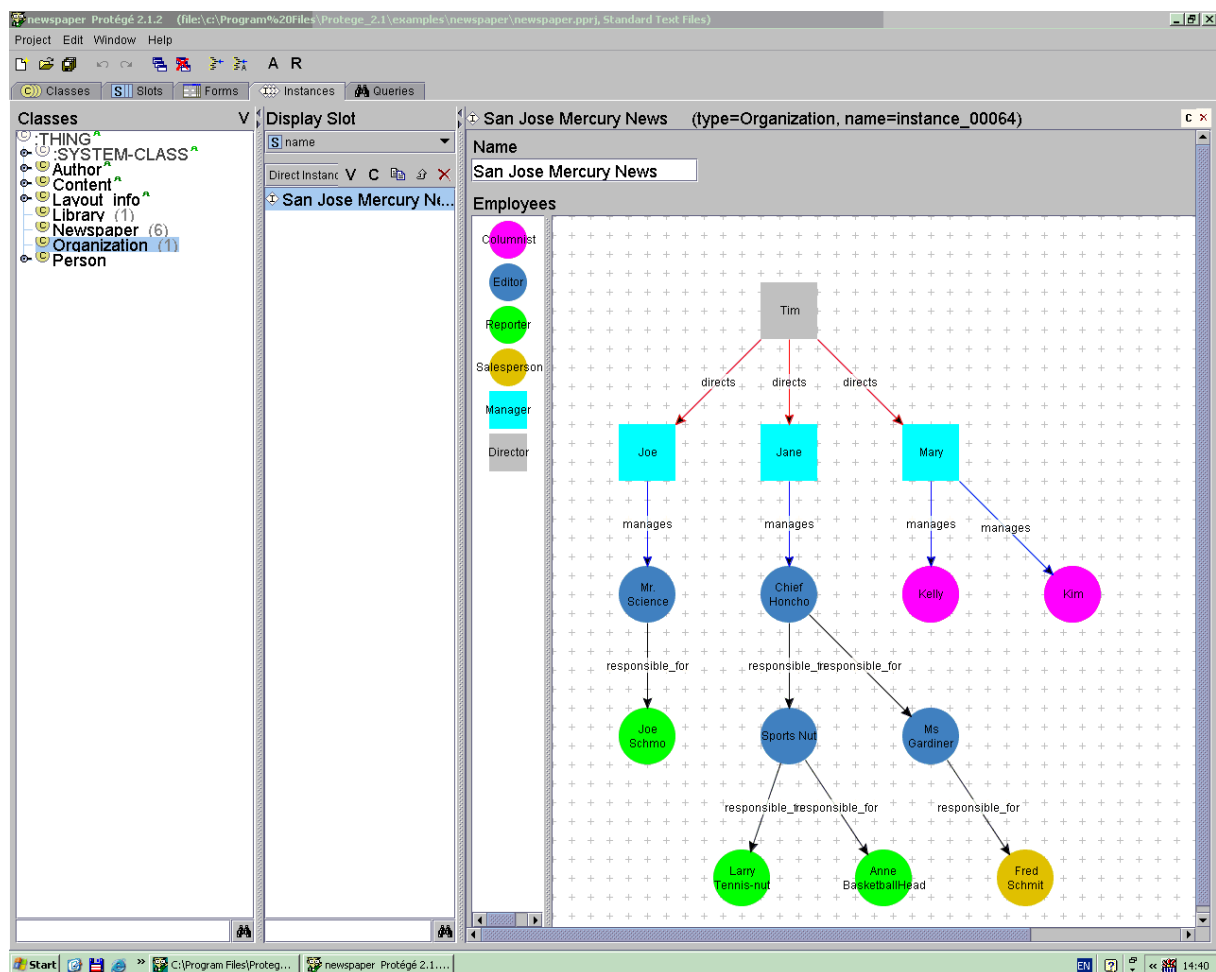 newspaper Protégé 2.1.2 (file:\c:\Program%20Files\Protege_2.1\examples\newspaper\newspaper.pprj, Standard Text Files)
Project Edit Window Help
A R
C Classes S Slots Forms Instances Queries
Classes V
:THING A
:SYSTEM-CLASS A
Author A
Content A
Layout_info A
Library (1)
Newspaper (6)
Organization (1)
Person
Display Slot
S name
Direct Instanc V C
San Jose Mercury Ne...
San Jose Mercury News (type=Organization, name=instance_00064) C
Name
San Jose Mercury News
Employees
Columnist
Editor
Reporter
Salesperson
Manager
Director
Tim
directs directs directs
Joe Jane Mary
manages manages manages manages
Mr.
Science
Chief
Honcho
Kelly
Kim
responsible_for responsible_t responsible_for
Joe
Schmo
Sports Nut
Ms
Gardiner
responsible_t responsible_for responsible_for
Larry
Tennis-nut
Anne
BasketballHead
Fred
Schmit
Start » C:\Program Files\Proteg... newspaper Protégé 2.1.... EN ? « 14:40